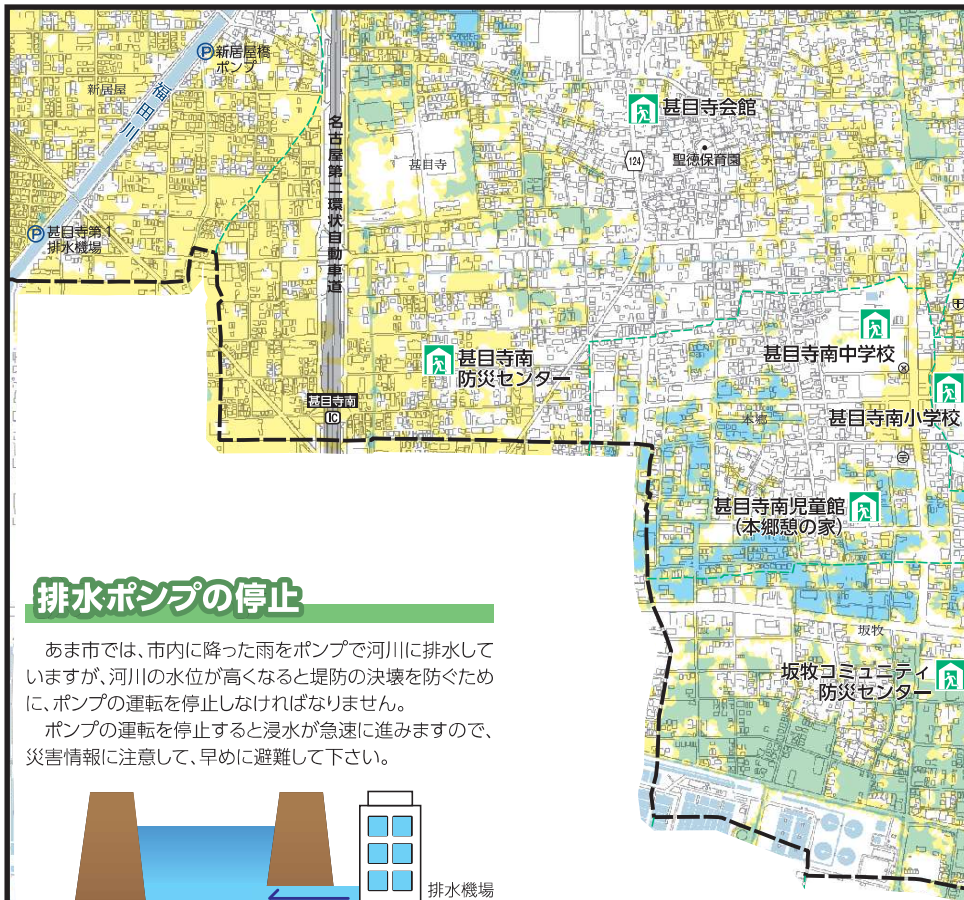 新居屋橋
ポンプ
新居屋
福田川
甚目寺第1
排水機場
名古屋第二環状自動車道
甚目寺
甚目寺会館
124
聖徳保育園
甚目寺南
防災センター
甚目寺南
IC
甚目寺南中学校
甚目寺南小学校
本郷
甚目寺南児童館
(本郷憩の家)
坂牧
坂牧コミュニティ
防災センター
排水ポンプの停止
あま市では、市内に降った雨をポンプで河川に排水して
いますが、河川の水位が高くなると堤防の決壊を防ぐため
に、ポンプの運転を停止しなければなりません。
ポンプの運転を停止すると浸水が急速に進みますので、
災害情報に注意して、早めに避難して下さい。
排水機場
P
P